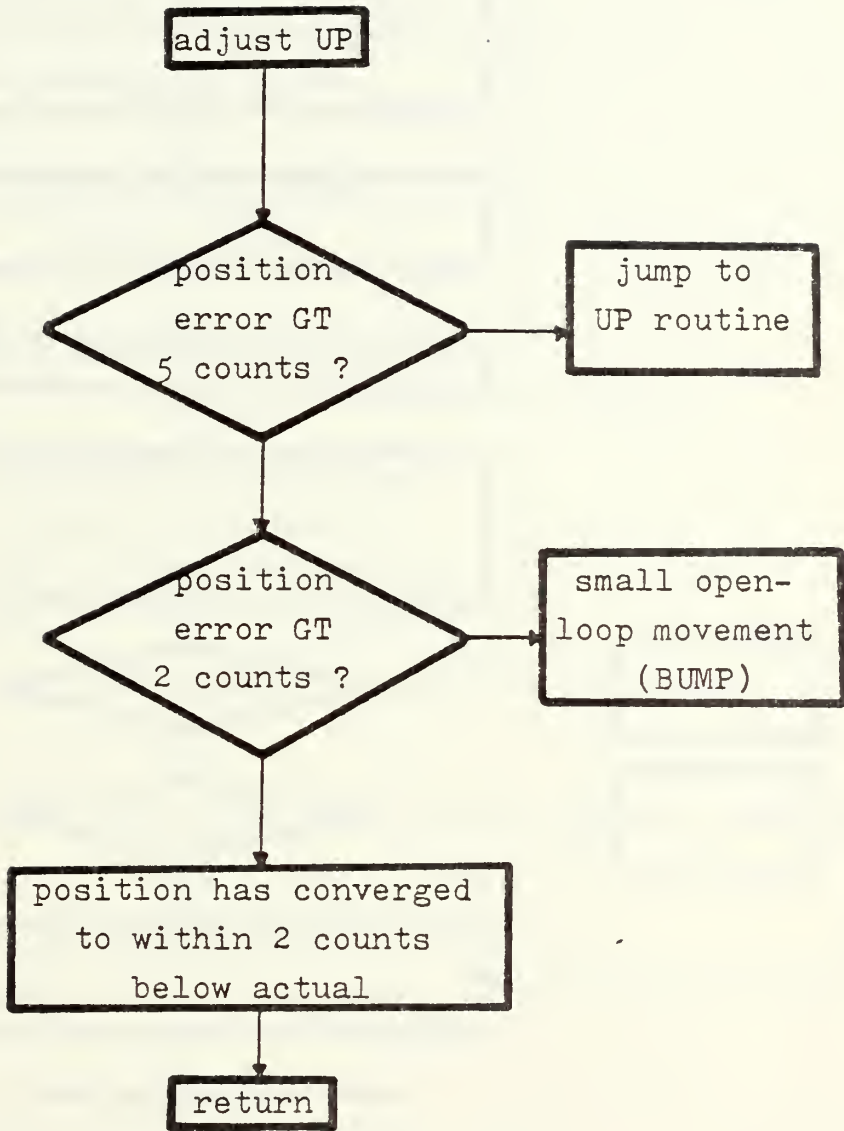 adjust UP
position
error GT
5 counts ?
jump to
UP routine
position
error GT
2 counts ?
small open-
loop movement
(BUMP)
position has converged
to within 2 counts
below actual
return